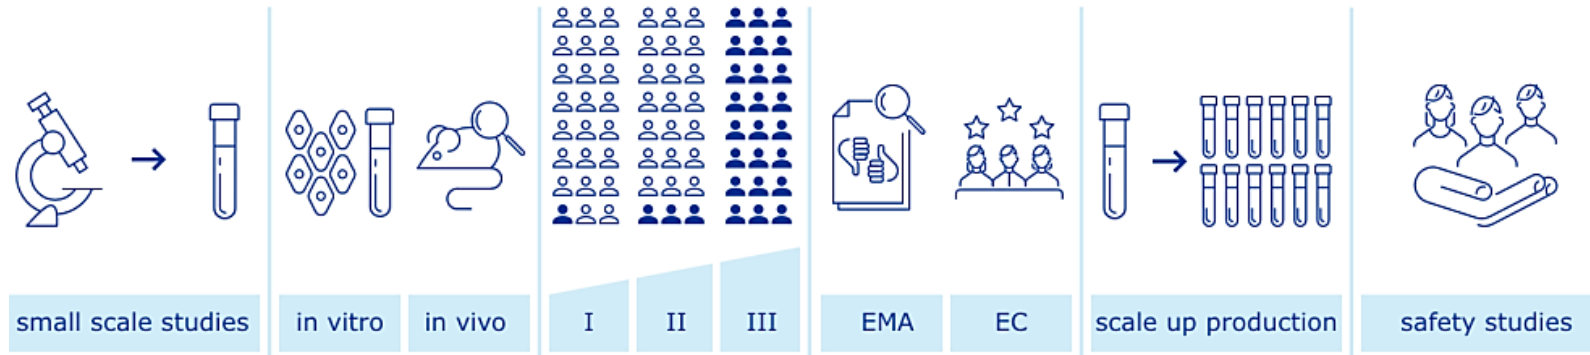 small scale studies
in vitro
in vivo
I
II
III
EMA
EC
scale up production
safety studies